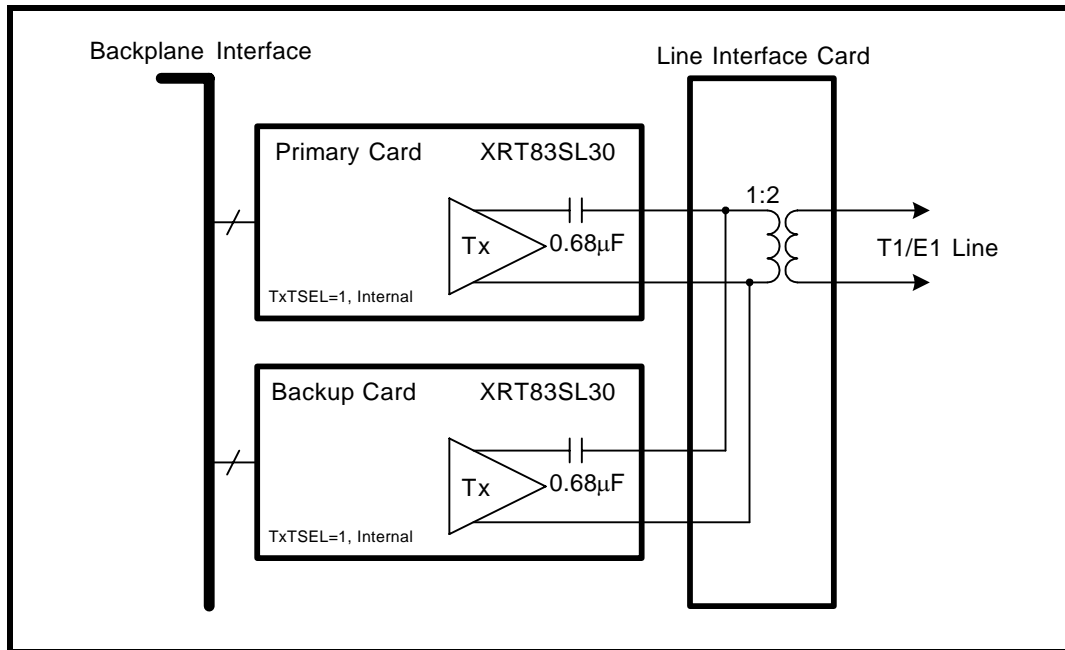 Backplane Interface
Line Interface Card
Primary Card XRT83SL30
1:2
Tx
0.68μF
T1/E1 Line
TxTSEL=1, Internal
Backup Card XRT83SL30
Tx
0.68μF
TxTSEL=1, Internal